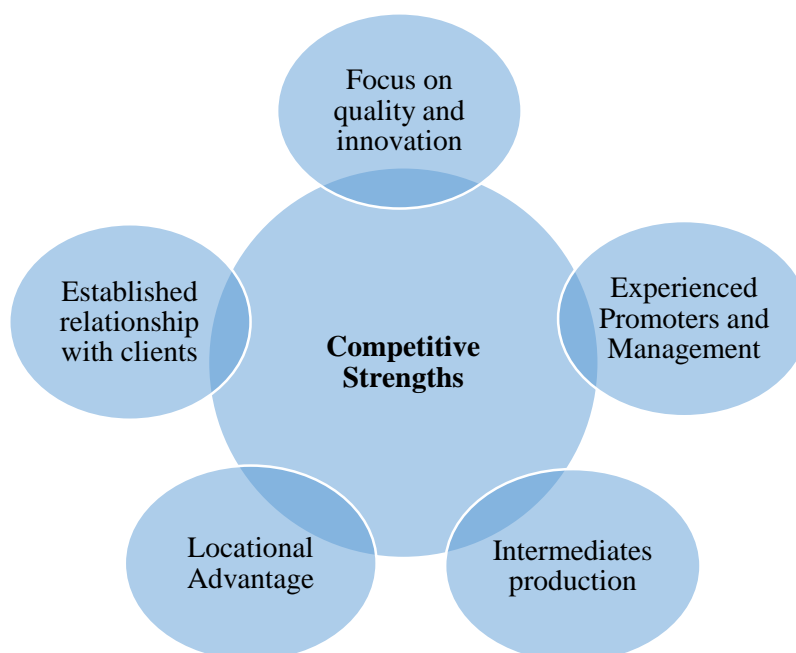 Focus on
quality and
innovation
Established
relationship
with clients
Experienced
Promoters and
Management
Competitive
Strengths
Locational
Advantage
Intermediates
production